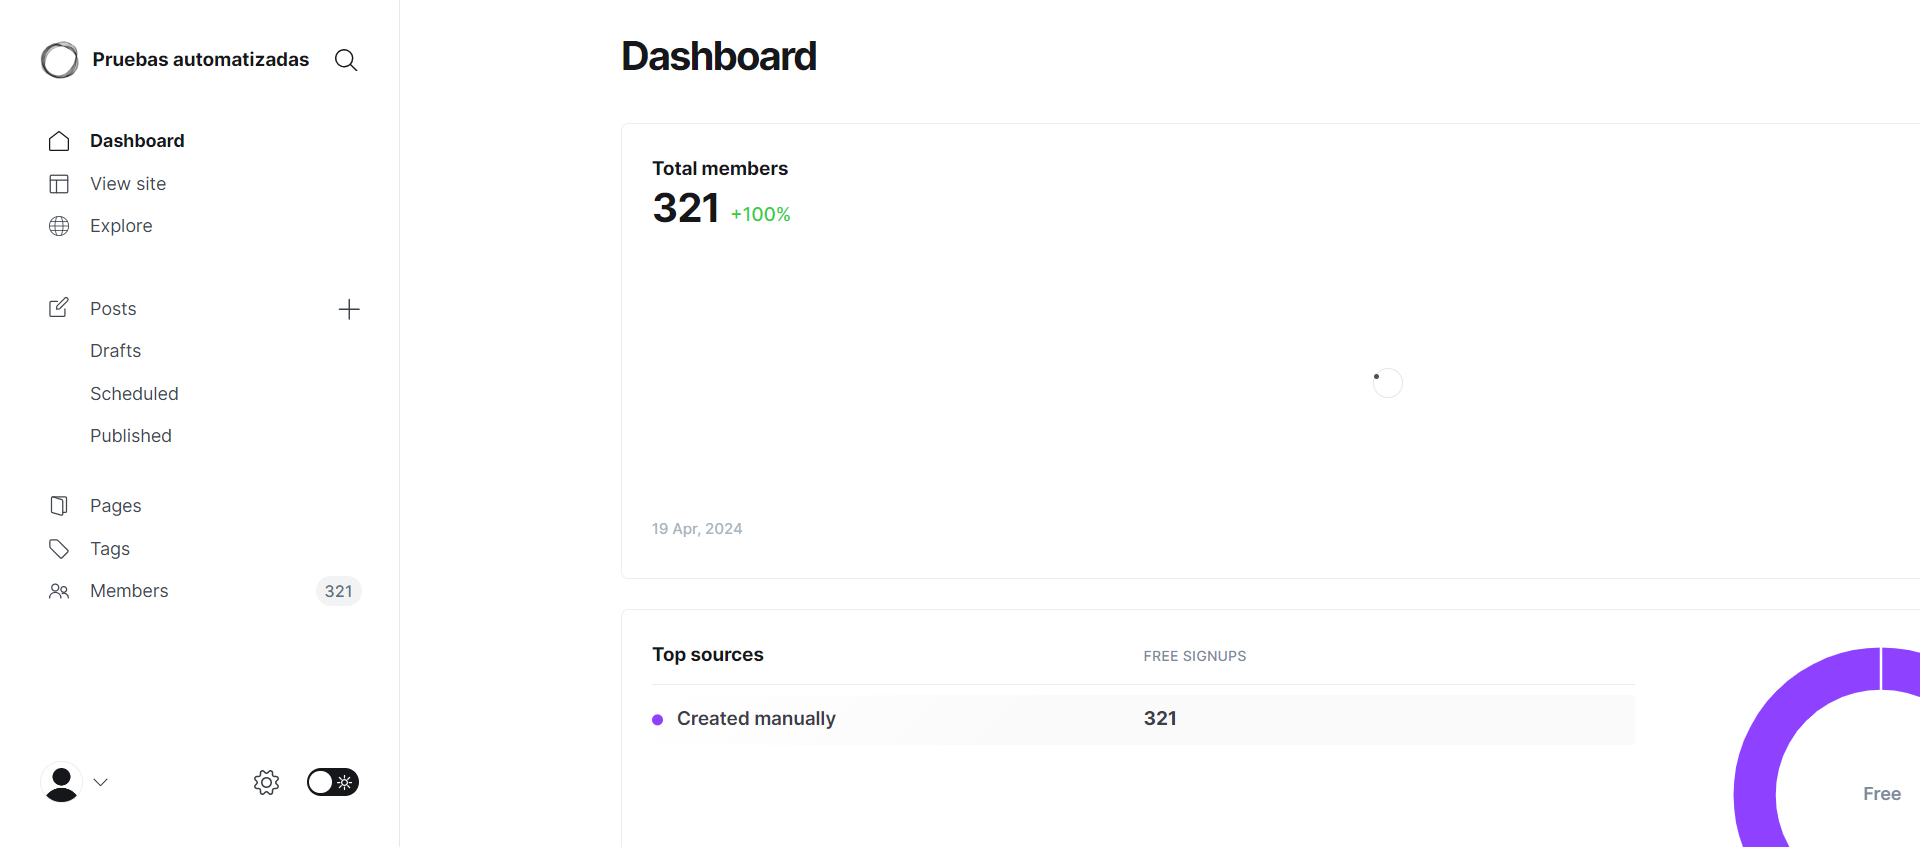 Pruebas automatizadas
Dashboard
View site
Explore
Posts
Drafts
Scheduled
Published
Pages
Tags
Members 321
Dashboard
Total members
321 +100%
19 Apr, 2024
Top sources FREE SIGNUPS
Created manually 321
Free